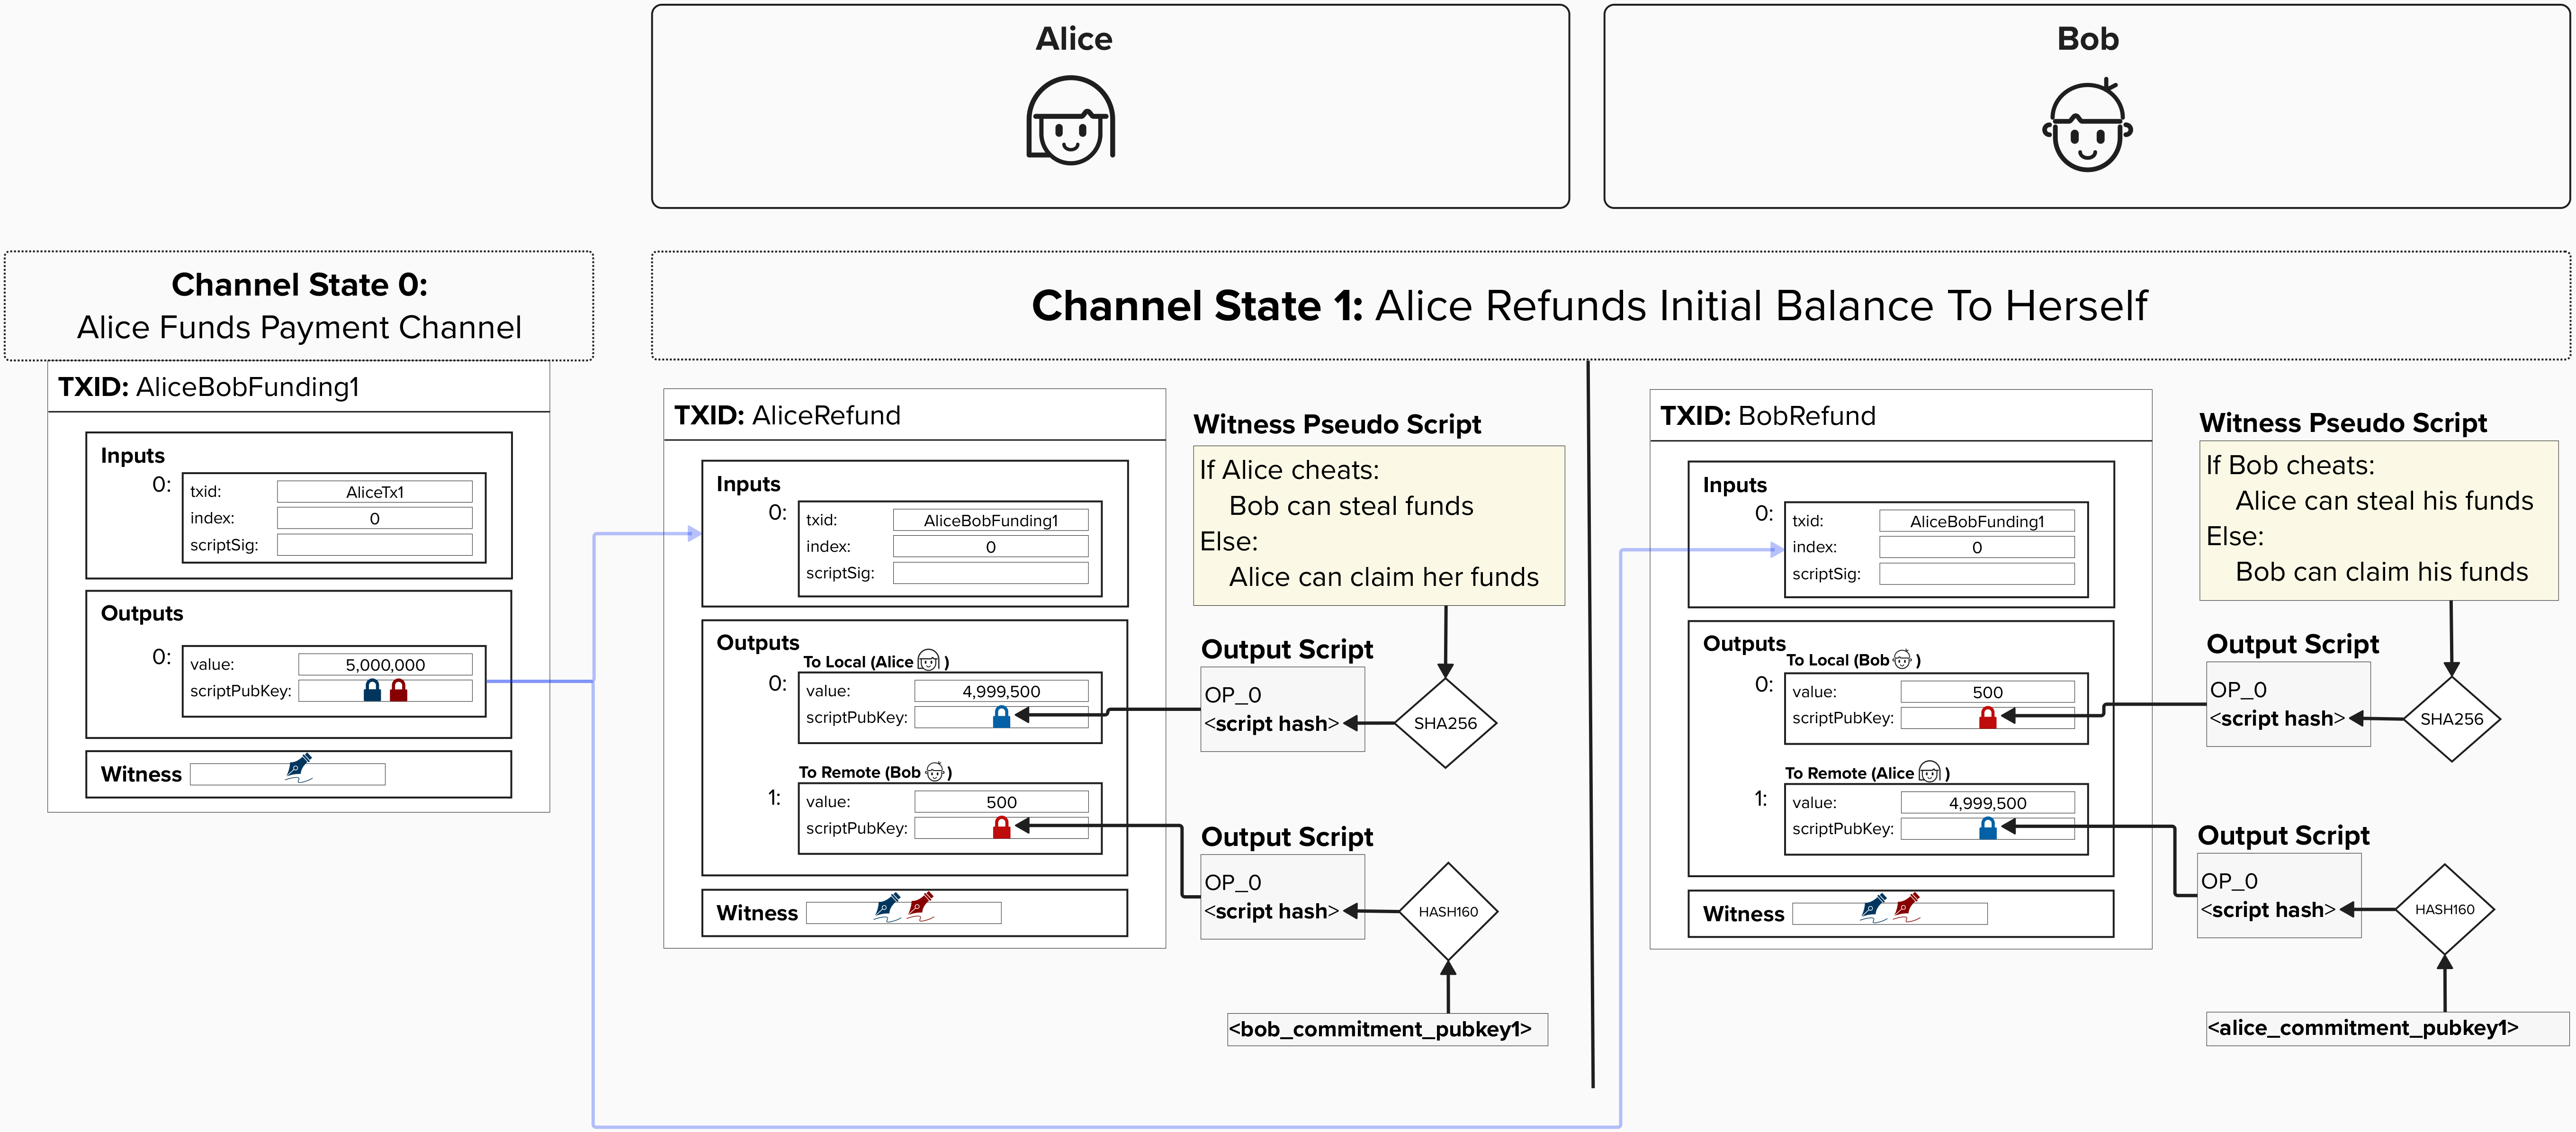 Alice
Bob
Channel State 0:
Alice Funds Payment Channel
Channel State 1: Alice Refunds Initial Balance To Herself
TXID: AliceBobFunding1
Inputs
0:
txid: AliceTx1
index: 0
scriptSig:
Outputs
0:
value: 5,000,000
scriptPubKey:
Witness
TXID: AliceRefund
Inputs
0:
txid: AliceBobFunding1
index: 0
scriptSig:
Outputs
To Local (Alice )
0:
value: 4,999,500
scriptPubKey:
To Remote (Bob )
1:
value: 500
scriptPubKey:
Witness
Witness Pseudo Script
If Alice cheats:
Bob can steal funds
Else:
Alice can claim her funds
Output Script
OP_0
<script hash>
SHA256
Output Script
OP_0
<script hash>
HASH160
<bob_commitment_pubkey1>
TXID: BobRefund
Inputs
0:
txid: AliceBobFunding1
index: 0
scriptSig:
Outputs
To Local (Bob )
0:
value: 500
scriptPubKey:
To Remote (Alice )
1:
value: 4,999,500
scriptPubKey:
Witness
Witness Pseudo Script
If Bob cheats:
Alice can steal his funds
Else:
Bob can claim his funds
Output Script
OP_0
<script hash>
SHA256
Output Script
OP_0
<script hash>
HASH160
<alice_commitment_pubkey1>